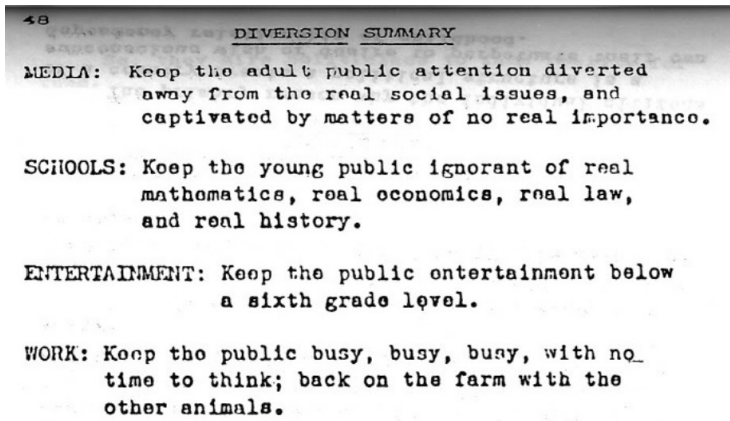 48
DIVERSION SUMMARY
MEDIA: Keep the adult public attention diverted
away from the real social issues, and
captivated by matters of no real importance.
SCHOOLS: Keep the young public ignorant of real
mathematics, real economics, real law,
and real history.
ENTERTAINMENT: Keep the public entertainment below
a sixth grade level.
WORK: Keep the public busy, busy, busy, with no
time to think; back on the farm with the
other animals.